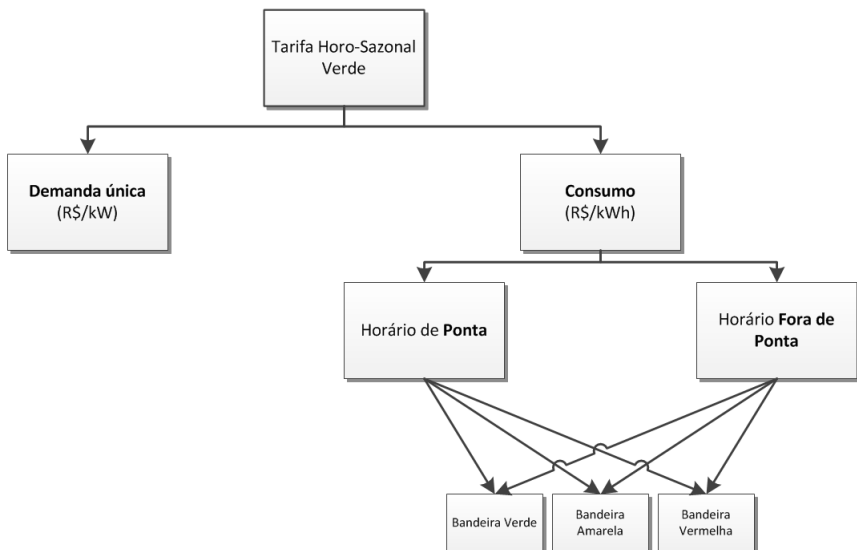 Tarifa Horo-Sazonal
Verde
Demanda única
(R$/kW)
Consumo
(R$/kWh)
Horário de Ponta
Horário Fora de
Ponta
Bandeira Verde
Bandeira
Amarela
Bandeira
Vermelha